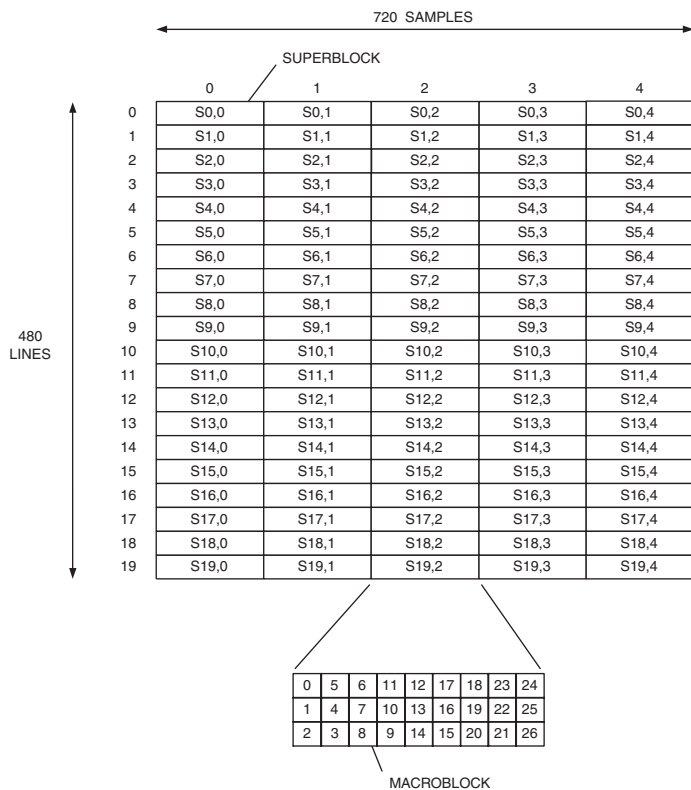 720 SAMPLES
SUPERBLOCK
0 1 2 3 4
0 S0,0 S0,1 S0,2 S0,3 S0,4
1 S1,0 S1,1 S1,2 S1,3 S1,4
2 S2,0 S2,1 S2,2 S2,3 S2,4
3 S3,0 S3,1 S3,2 S3,3 S3,4
4 S4,0 S4,1 S4,2 S4,3 S4,4
5 S5,0 S5,1 S5,2 S5,3 S5,4
6 S6,0 S6,1 S6,2 S6,3 S6,4
7 S7,0 S7,1 S7,2 S7,3 S7,4
8 S8,0 S8,1 S8,2 S8,3 S8,4
9 S9,0 S9,1 S9,2 S9,3 S9,4
480
LINES
10 S10,0 S10,1 S10,2 S10,3 S10,4
11 S11,0 S11,1 S11,2 S11,3 S11,4
12 S12,0 S12,1 S12,2 S12,3 S12,4
13 S13,0 S13,1 S13,2 S13,3 S13,4
14 S14,0 S14,1 S14,2 S14,3 S14,4
15 S15,0 S15,1 S15,2 S15,3 S15,4
16 S16,0 S16,1 S16,2 S16,3 S16,4
17 S17,0 S17,1 S17,2 S17,3 S17,4
18 S18,0 S18,1 S18,2 S18,3 S18,4
19 S19,0 S19,1 S19,2 S19,3 S19,4
0 5 6 11 12 17 18 23 24
1 4 7 10 13 16 19 22 25
2 3 8 9 14 15 20 21 26
MACROBLOCK